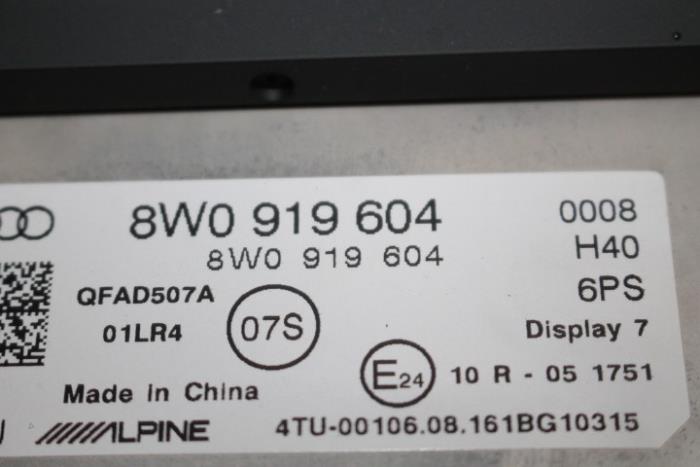 8W0 919 604 0008
8W0 919 604 H40
QFAD507A 6PS
01LR4 07S Display 7
Made in China E24 10 R - 05 1751
ALPINE 4TU-00106.08.161BG10315